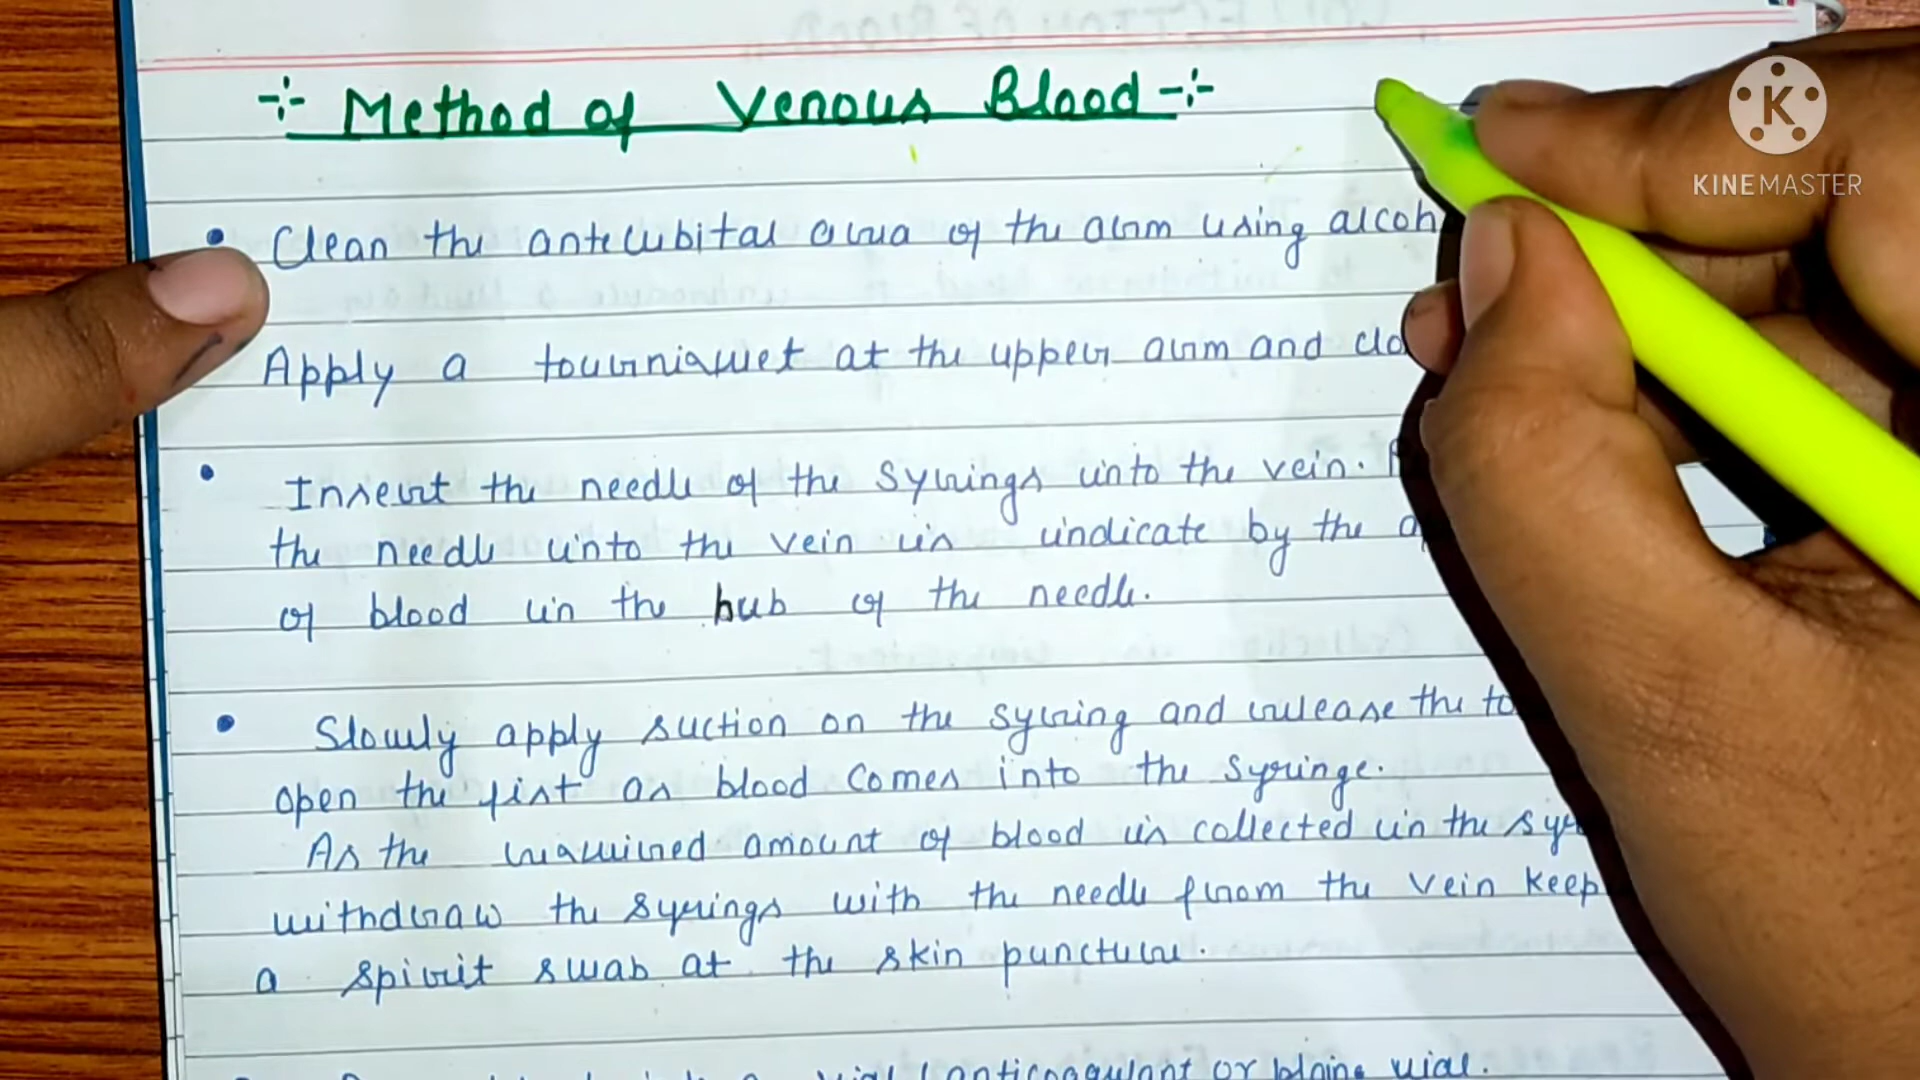 -:- Method of Venous Blood -:-
KINEMASTER
• Clean the antecubital area of the arm using alcoh
Apply a tourniquet at the upper arm and clo
• Insert the needle of the syrings into the vein.
the needle into the vein is indicate by the
of blood in the hub of the needle.
• Slowly apply suction on the syring and release the to
open the fist as blood comes into the syringe.
As the required amount of blood is collected in the sy
withdraw the syrings with the needle from the vein keep
a spirit swab at the skin puncture.
vial (anticoagulant or plaine vial.